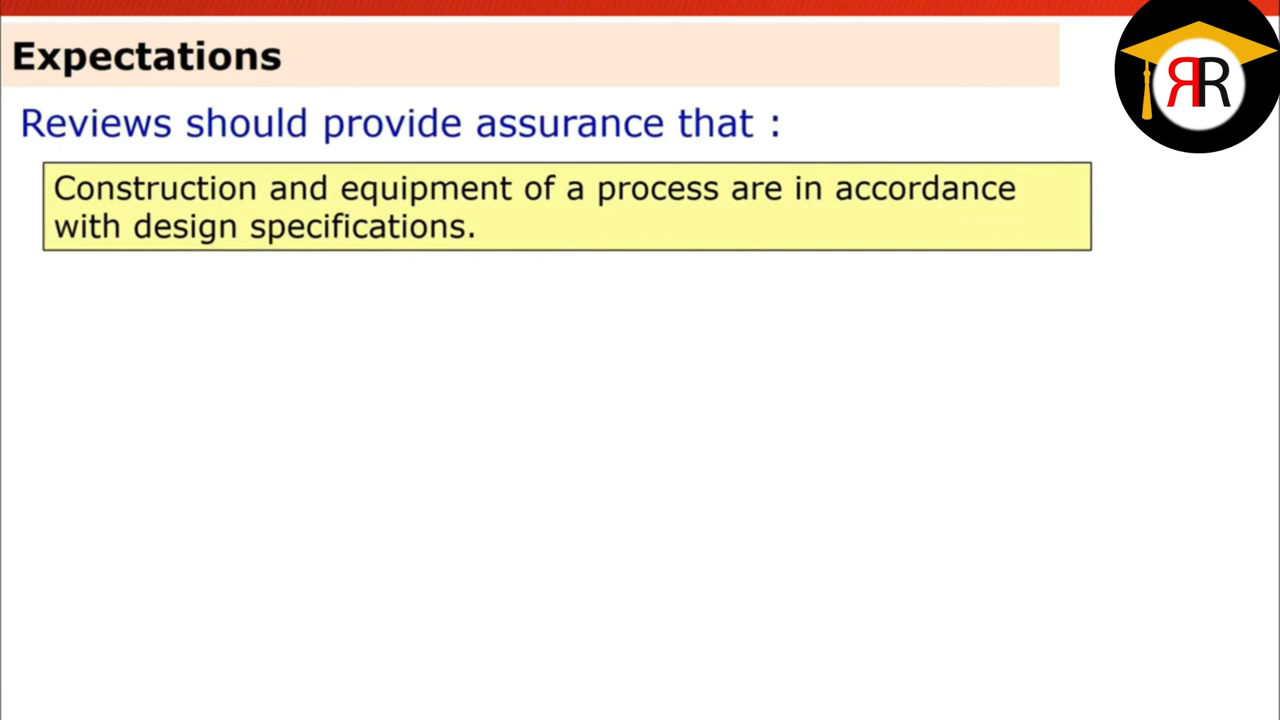 Expectations
Reviews should provide assurance that :
Construction and equipment of a process are in accordance
with design specifications.
RR